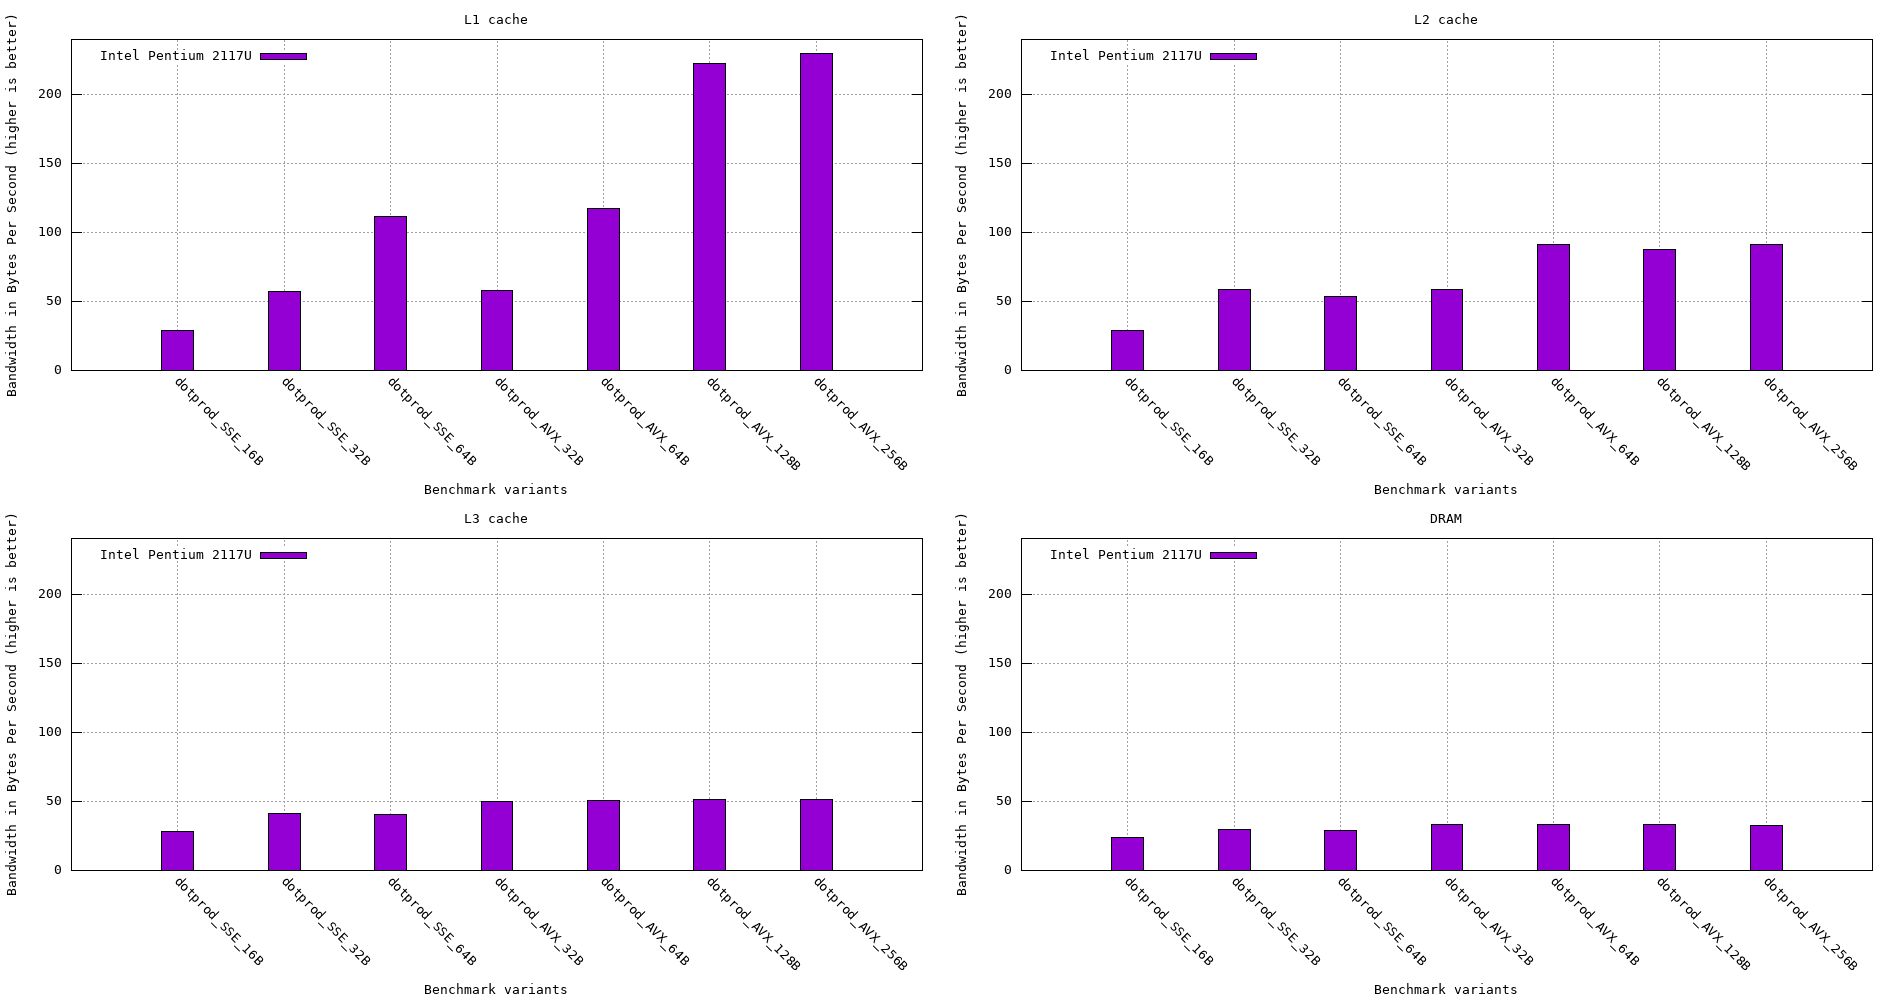 L1 cache
Bandwidth in Bytes Per Second (higher is better)
Intel Pentium 2117U
200
150
100
50
0
dotprod_SSE_16B
dotprod_SSE_32B
dotprod_SSE_64B
dotprod_AVX_32B
dotprod_AVX_64B
dotprod_AVX_128B
dotprod_AVX_256B
Benchmark variants
L2 cache
Bandwidth in Bytes Per Second (higher is better)
Intel Pentium 2117U
200
150
100
50
0
dotprod_SSE_16B
dotprod_SSE_32B
dotprod_SSE_64B
dotprod_AVX_32B
dotprod_AVX_64B
dotprod_AVX_128B
dotprod_AVX_256B
Benchmark variants
L3 cache
Bandwidth in Bytes Per Second (higher is better)
Intel Pentium 2117U
200
150
100
50
0
dotprod_SSE_16B
dotprod_SSE_32B
dotprod_SSE_64B
dotprod_AVX_32B
dotprod_AVX_64B
dotprod_AVX_128B
dotprod_AVX_256B
Benchmark variants
DRAM
Bandwidth in Bytes Per Second (higher is better)
Intel Pentium 2117U
200
150
100
50
0
dotprod_SSE_16B
dotprod_SSE_32B
dotprod_SSE_64B
dotprod_AVX_32B
dotprod_AVX_64B
dotprod_AVX_128B
dotprod_AVX_256B
Benchmark variants